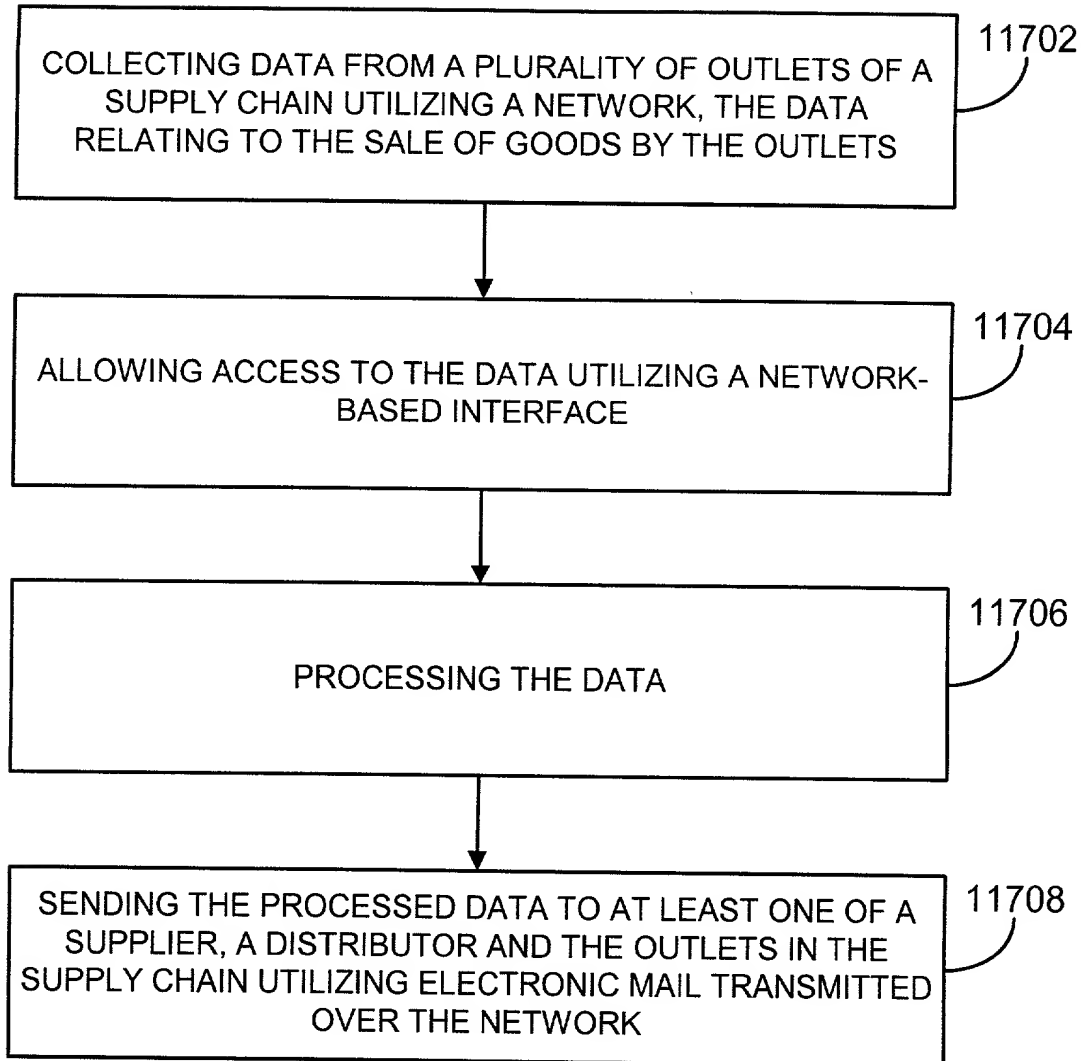 11702
COLLECTING DATA FROM A PLURALITY OF OUTLETS OF A
SUPPLY CHAIN UTILIZING A NETWORK, THE DATA
RELATING TO THE SALE OF GOODS BY THE OUTLETS
11704
ALLOWING ACCESS TO THE DATA UTILIZING A NETWORK-
BASED INTERFACE
11706
PROCESSING THE DATA
11708
SENDING THE PROCESSED DATA TO AT LEAST ONE OF A
SUPPLIER, A DISTRIBUTOR AND THE OUTLETS IN THE
SUPPLY CHAIN UTILIZING ELECTRONIC MAIL TRANSMITTED
OVER THE NETWORK